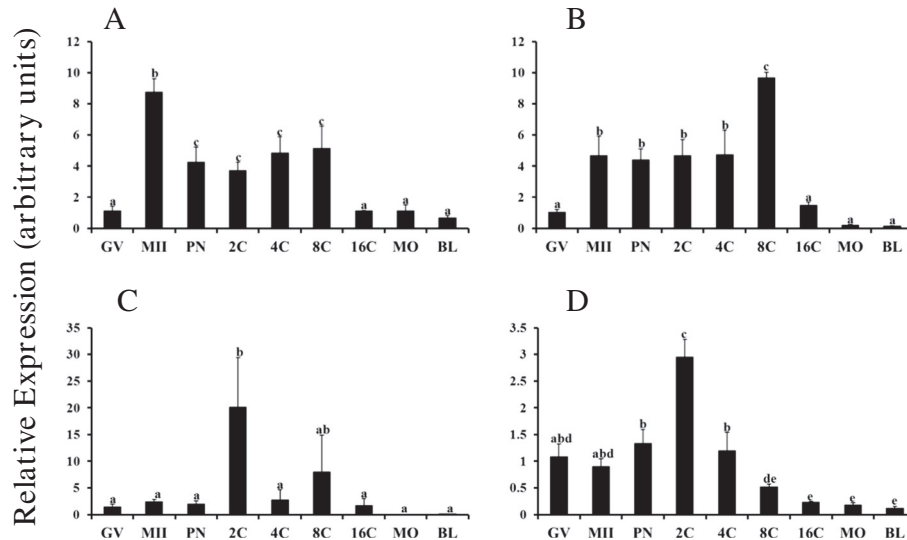 Relative Expression (arbitrary units)
A
12
10
8
6
4
2
0
a
b
c
c
c
c
a
a
a
GV MII PN 2C 4C 8C 16C MO BL
B
12
10
8
6
4
2
0
a
b
b
b
b
c
a
a
a
GV MII PN 2C 4C 8C 16C MO BL
C
35
30
25
20
15
10
5
0
a
a
a
b
a
ab
a
a
a
GV MII PN 2C 4C 8C 16C MO BL
D
3.5
3
2.5
2
1.5
1
0.5
0
abd
abd
b
c
b
de
e
e
e
GV MII PN 2C 4C 8C 16C MO BL